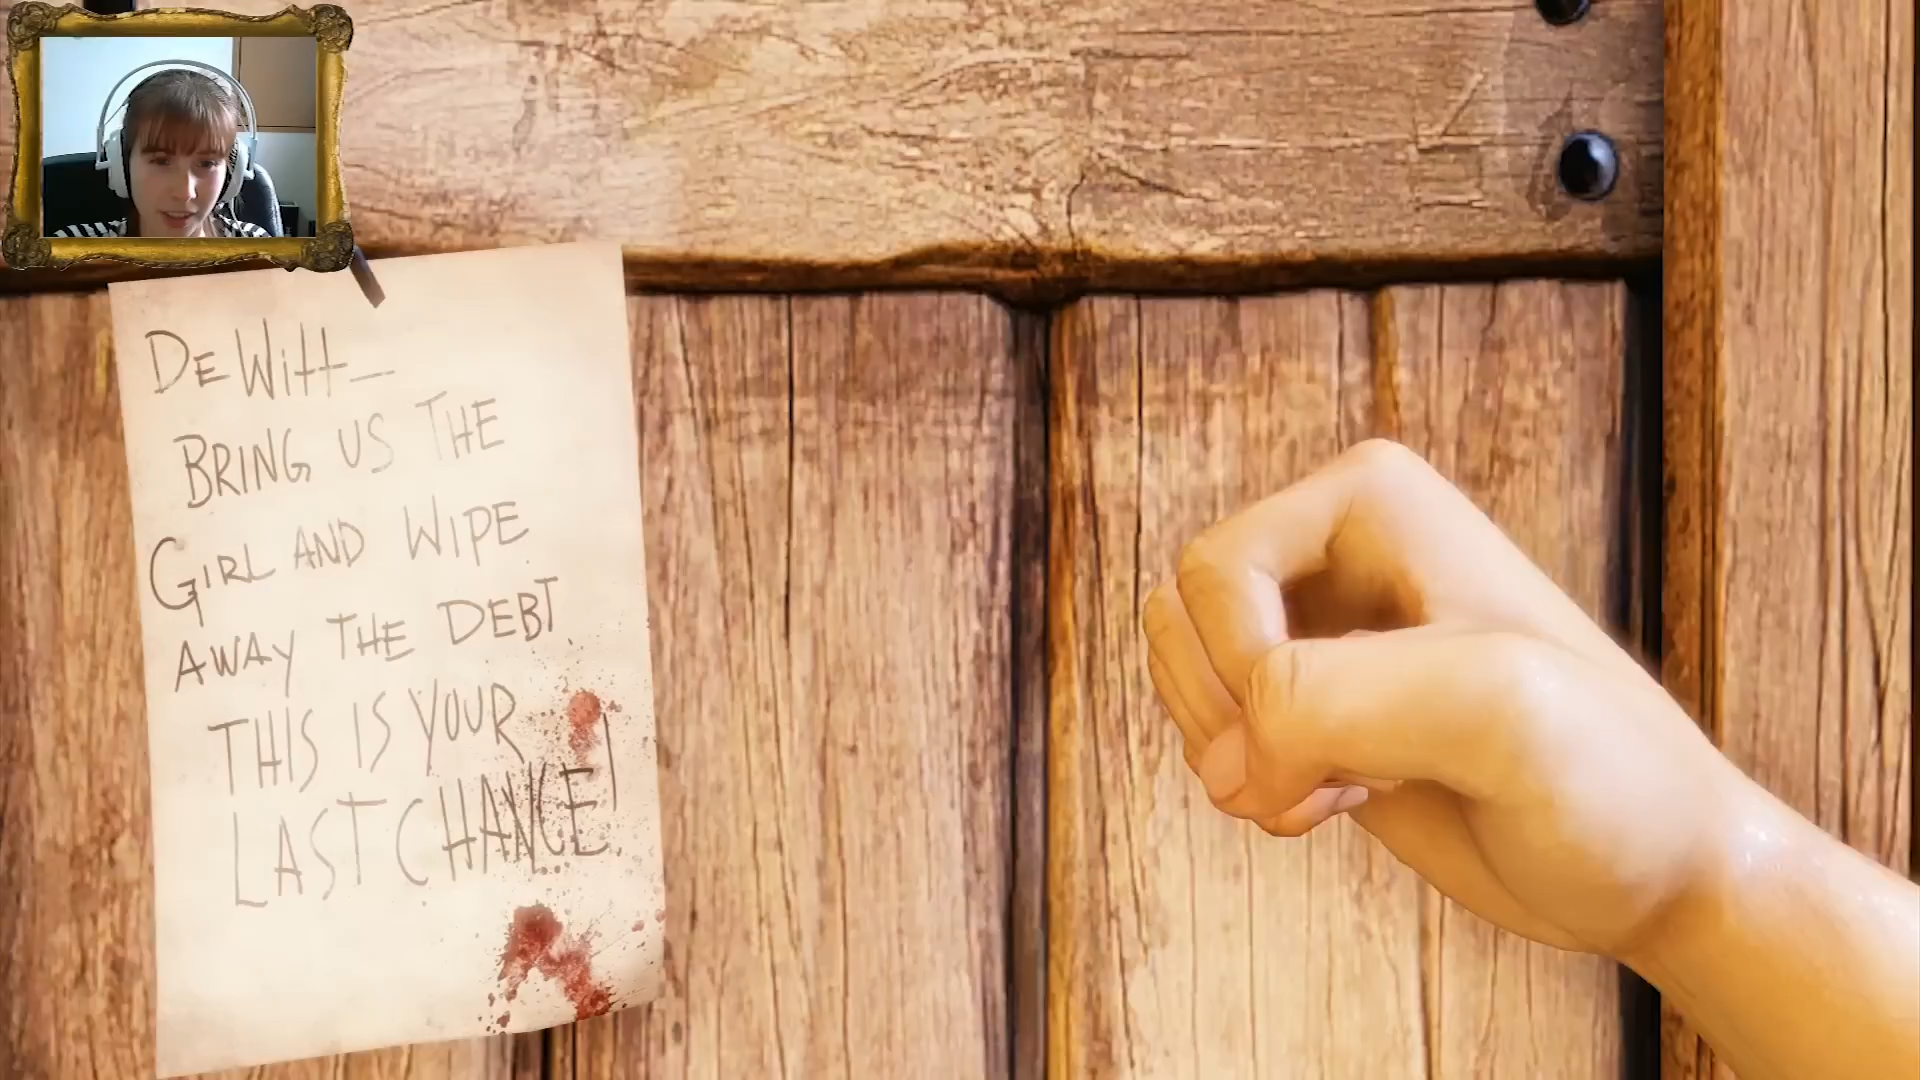 DEWitt—
BRING US THE
GIRL AND WIPE
AWAY THE DEBT.
THIS IS YOUR
LAST CHANCE!